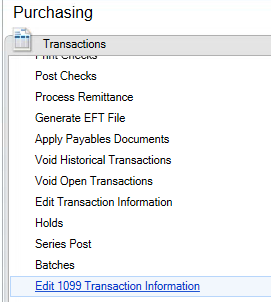 Purchasing
Transactions
Print Checks
Post Checks
Process Remittance
Generate EFT File
Apply Payables Documents
Void Historical Transactions
Void Open Transactions
Edit Transaction Information
Holds
Series Post
Batches
Edit 1099 Transaction Information